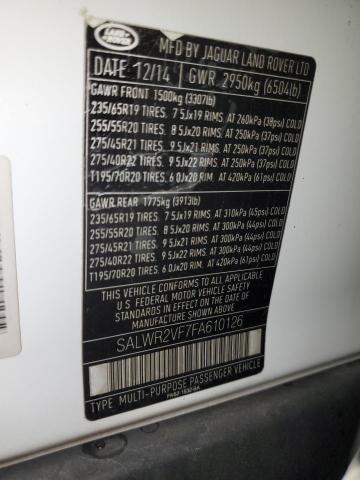 LAND ROVER
MFD BY JAGUAR LAND ROVER LTD
DATE 12/14 GWR 2950kg (6504lb)
GAWR FRONT 1500kg (3307lb)
235/65R19 TIRES. 7 5Jx19 RIMS AT 260kPa (38psi) COLD
255/55R20 TIRES. 8 5Jx20 RIMS AT 250kPa (37psi) COLD
275/45R21 TIRES. 9.5Jx21 RIMS AT 250kPa (37psi) COLD
275/40R22 TIRES. 9 5Jx22 RIMS AT 250kPa (37psi) COLD
T195/70R20 TIRES. 6 0Jx20 RIMS AT 420kPa (61psi) COLD
GAWR REAR 1775kg (3913lb)
235/65R19 TIRES. 7 5Jx19 RIMS AT 310kPa (45psi) COLD
255/55R20 TIRES. 8 5Jx20 RIMS AT 300kPa (44psi) COLD
275/45R21 TIRES. 9 5Jx21 RIMS AT 300kPa (44psi) COLD
275/40R22 TIRES. 9 5Jx22 RIMS AT 300kPa (44psi) COLD
T195/70R20 TIRES. 6 0Jx20 RIMS AT 420kPa (61psi) COLD
THIS VEHICLE CONFORMS TO ALL APPLICABLE
U.S. FEDERAL MOTOR VEHICLE SAFETY
STANDARDS IN EFFECT ON THE DATE OF
MANUFACTURE SHOWN ABOVE
SALWR2VF7FA610126
TYPE MULTI-PURPOSE PASSENGER VEHICLE